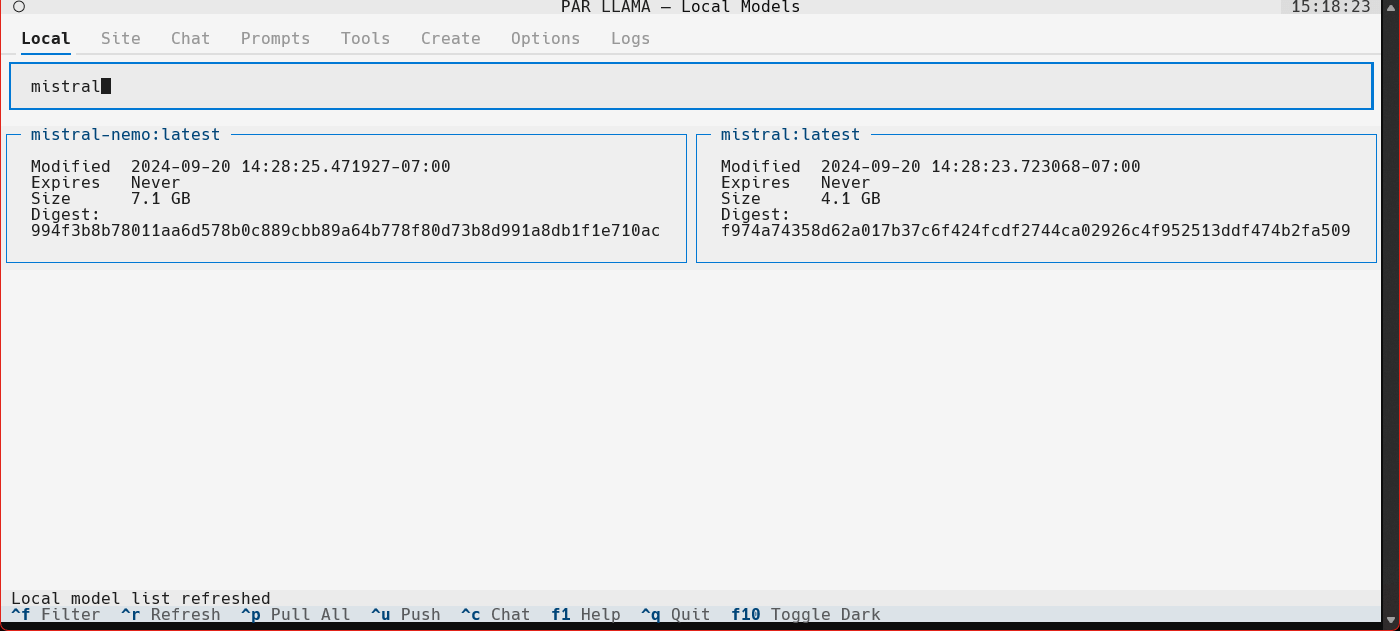 PAR LLAMA — Local Models 15:18:23
Local Site Chat Prompts Tools Create Options Logs
mistral
mistral-nemo:latest
Modified 2024-09-20 14:28:25.471927-07:00
Expires Never
Size 7.1 GB
Digest:
994f3b8b78011aa6d578b0c889cbb89a64b778f80d73b8d991a8db1f1e710ac
mistral:latest
Modified 2024-09-20 14:28:23.723068-07:00
Expires Never
Size 4.1 GB
Digest:
f974a74358d62a017b37c6f424fcdf2744ca02926c4f952513ddf474b2fa509
Local model list refreshed
^f Filter ^r Refresh ^p Pull All ^u Push ^c Chat f1 Help ^q Quit f10 Toggle Dark